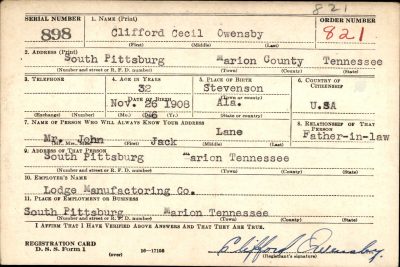 821
SERIAL NUMBER 1. NAME (Print) ORDER NUMBER
898 Clifford Cecil Owensby 821
(First) (Middle) (Last)
2. ADDRESS (Print)
South Pittsburg Marion County Tennessee
(Number and street or R. F. D. number) (Town) (County) (State)
3. TELEPHONE 4. AGE IN YEARS 5. PLACE OF BIRTH 6. COUNTRY OF CITIZENSHIP
32 Stevenson
DATE OF BIRTH (Town or county)
Nov. 26 1908 Ala. USA
(Exchange) (Number) (Mo.) (Day) (Yr.) (State or country)
7. NAME OF PERSON WHO WILL ALWAYS KNOW YOUR ADDRESS 8. RELATIONSHIP OF THAT PERSON
Mr. John Jack Lane Father-in-law
(Mr., Mrs., Miss) (First) (Middle) (Last)
9. ADDRESS OF THAT PERSON
South Pittsburg Marion Tennessee
(Number and street or R. F. D. number) (Town) (County) (State)
10. EMPLOYER'S NAME
Lodge Manufactoring Co.
11. PLACE OF EMPLOYMENT OR BUSINESS
South Pittsburg Marion Tennessee
(Number and street or R. F. D. number) (Town) (County) (State)
I AFFIRM THAT I HAVE VERIFIED ABOVE ANSWERS AND THAT THEY ARE TRUE.
REGISTRATION CARD
D. S. S. Form 1 16—17105 Clifford Owensby
(over) (Registrant's signature)